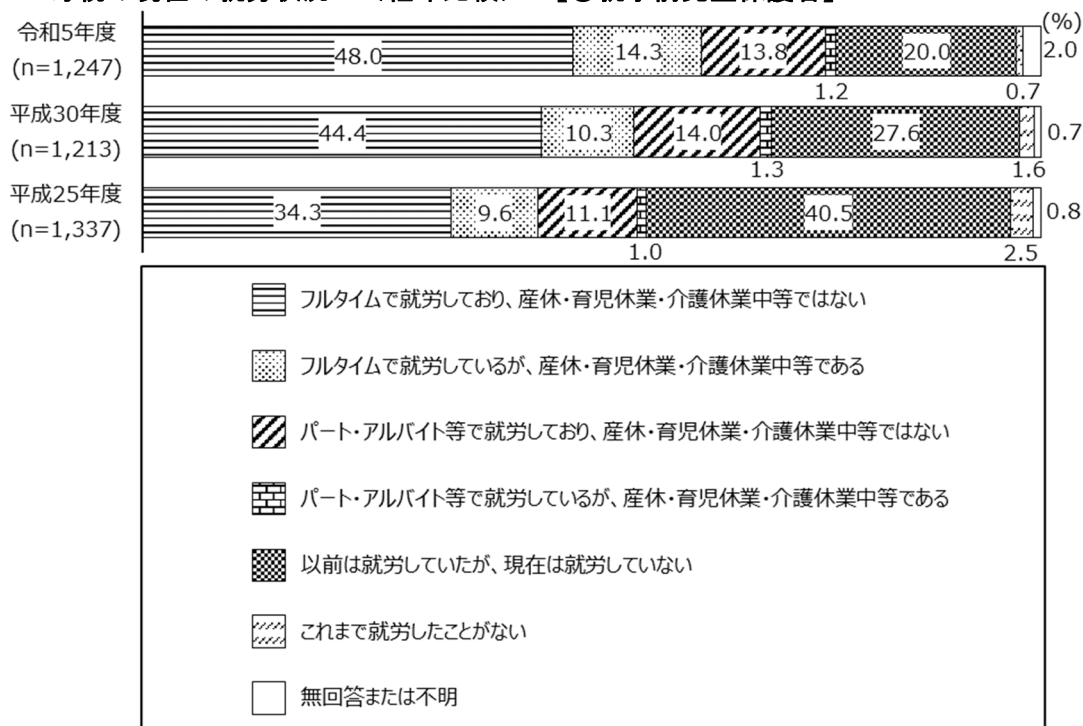 (%)
令和5年度
(n=1,247)
48.0 14.3 13.8 20.0 2.0
1.2 0.7
平成30年度
(n=1,213)
44.4 10.3 14.0 27.6 0.7
1.3 1.6
平成25年度
(n=1,337)
34.3 9.6 11.1 40.5 0.8
1.0 2.5
フルタイムで就労しており、産休・育児休業・介護休業中等ではない
フルタイムで就労しているが、産休・育児休業・介護休業中等である
パート・アルバイト等で就労しており、産休・育児休業・介護休業中等ではない
パート・アルバイト等で就労しているが、産休・育児休業・介護休業中等である
以前は就労していたが、現在は就労していない
これまで就労したことがない
無回答または不明